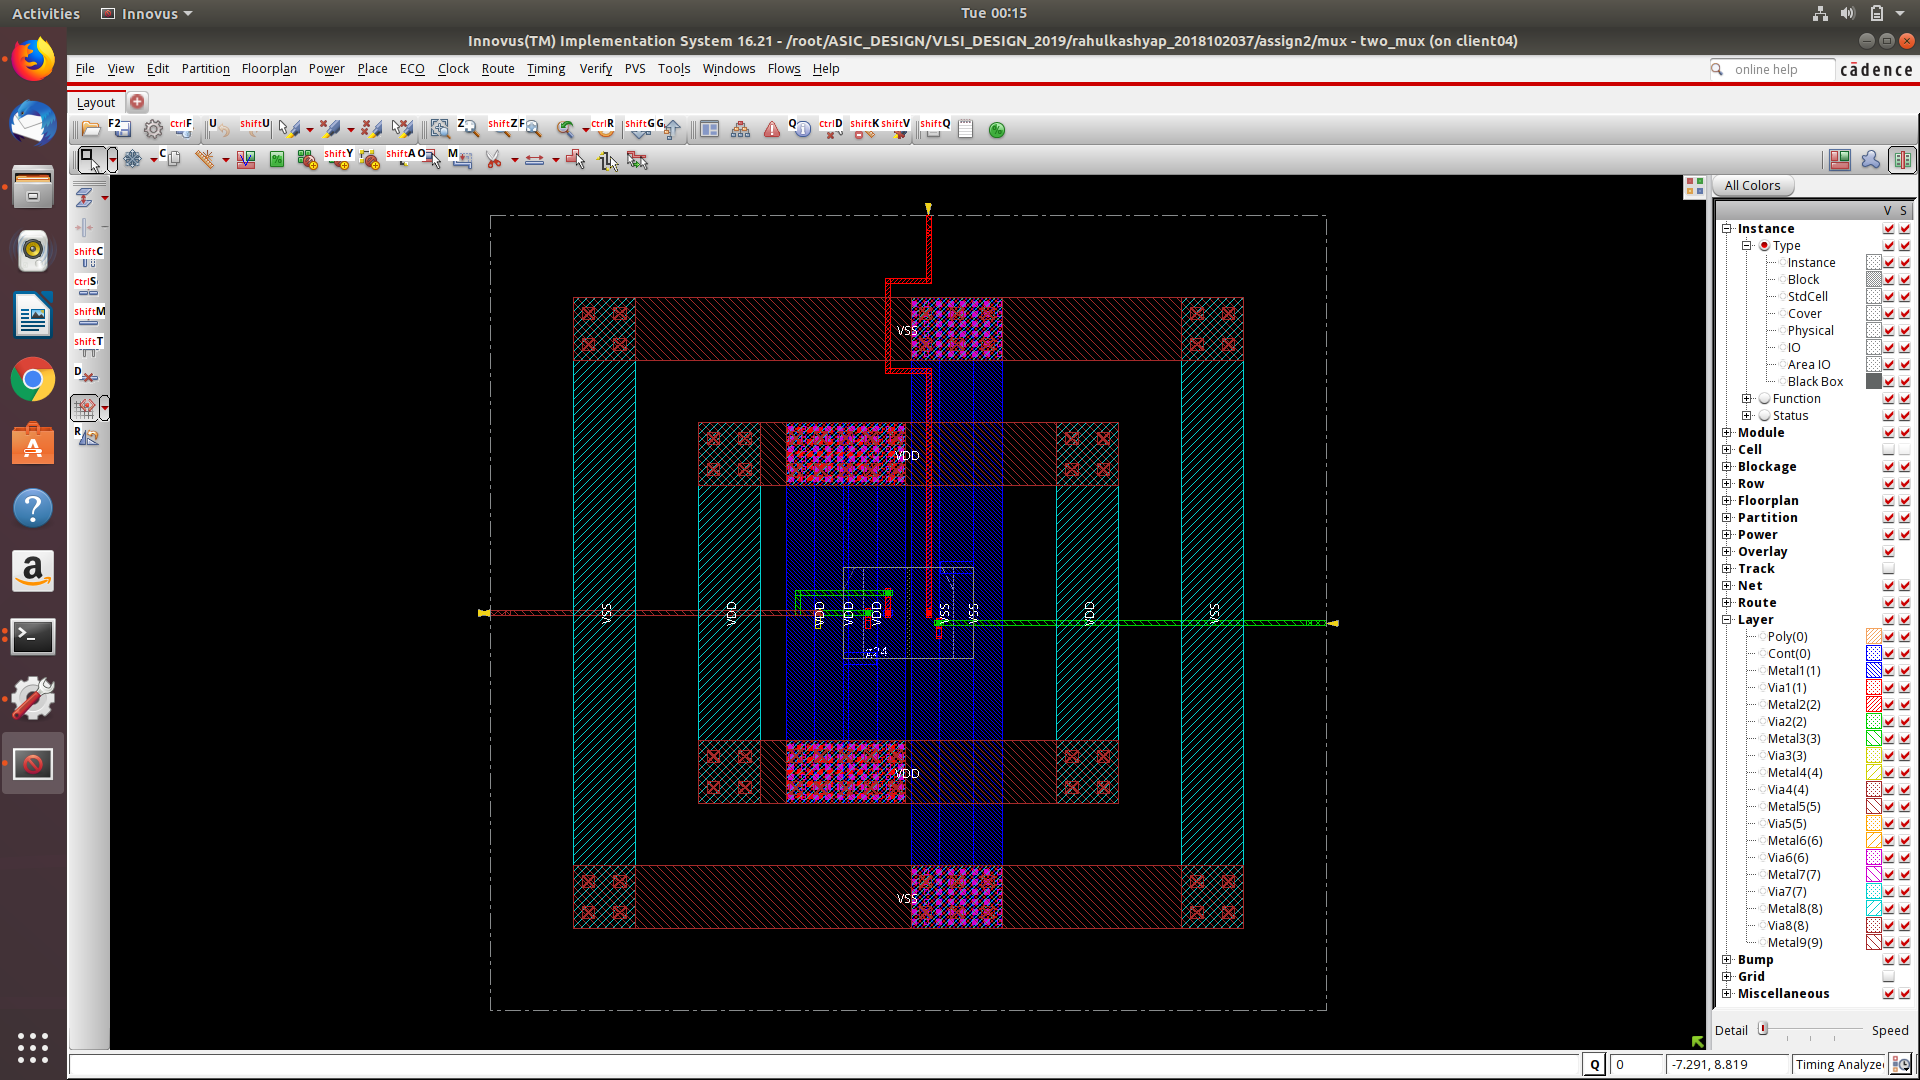 Activities Innovus Tue 00:15
Innovus(TM) Implementation System 16.21 - /root/ASIC_DESIGN/VLSI_DESIGN_2019/rahulkashyap_2018102037/assign2/mux - two_mux (on client04)
File View Edit Partition Floorplan Power Place ECO Clock Route Timing Verify PVS Tools Windows Flows Help online help cādence
Layout
F2 CtrlF U ShiftU Z ShiftZ F CtrlR ShiftG G Q CtrlD ShiftK ShiftV ShiftQ
C ShiftY ShiftA O M
All Colors
V S
ShiftC
CtrlS
ShiftM
ShiftT
D
R
VSS
VDD
VSS VDD VDD VDD VDD VSS VSS VDD VSS
VDD
VSS
Instance
Type
Instance
Block
StdCell
Cover
Physical
IO
Area IO
Black Box
Function
Status
Module
Cell
Blockage
Row
Floorplan
Partition
Power
Overlay
Track
Net
Route
Layer
Poly(0)
Cont(0)
Metal1(1)
Via1(1)
Metal2(2)
Via2(2)
Metal3(3)
Via3(3)
Metal4(4)
Via4(4)
Metal5(5)
Via5(5)
Metal6(6)
Via6(6)
Metal7(7)
Via7(7)
Metal8(8)
Via8(8)
Metal9(9)
Bump
Grid
Miscellaneous
Detail Speed
Q 0 -7.291, 8.819 Timing Analyze